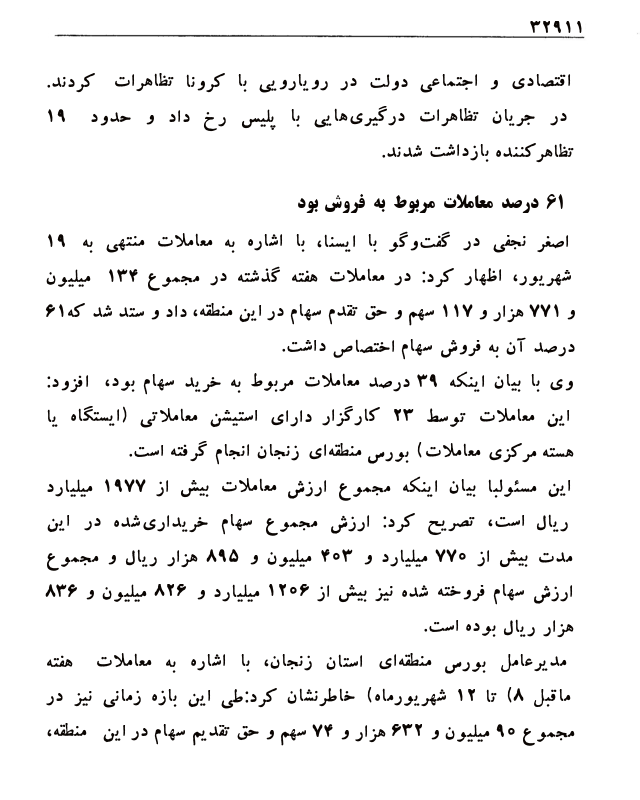 ۳۲۹۱۱
اقتصادی و اجتماعی دولت در رویارویی با کرونا تظاهرات کردند.
در جریان تظاهرات درگیری‌هایی با پلیس رخ داد و حدود ۱۹
تظاهرکننده بازداشت شدند.
۶۱ درصد معاملات مربوط به فروش بود
اصغر نجفی در گفت‌وگو با ایسنا، با اشاره به معاملات منتهی به ۱۹
شهریور، اظهار کرد: در معاملات هفته گذشته در مجموع ۱۳۴ میلیون
و ۷۷۱ هزار و ۱۱۷ سهم و حق تقدم سهام در این منطقه، داد و ستد شد که۶۱
درصد آن به فروش سهام اختصاص داشت.
وی با بیان اینکه ۳۹ درصد معاملات مربوط به خرید سهام بود، افزود:
این معاملات توسط ۲۳ کارگزار دارای استیشن معاملاتی (ایستگاه یا
هسته مرکزی معاملات) بورس منطقه‌ای زنجان انجام گرفته است.
این مسئولبا بیان اینکه مجموع ارزش معاملات بیش از ۱۹۷۷ میلیارد
ریال است، تصریح کرد: ارزش مجموع سهام خریداری‌شده در این
مدت بیش از ۷۷۰ میلیارد و ۴۰۳ میلیون و ۸۹۵ هزار ریال و مجموع
ارزش سهام فروخته شده نیز بیش از ۱۲۰۶ میلیارد و ۸۲۶ میلیون و ۸۳۶
هزار ریال بوده است.
مدیرعامل بورس منطقه‌ای استان زنجان، با اشاره به معاملات هفته
ماقبل ۸) تا ۱۲ شهریورماه) خاطرنشان کرد:طی این بازه زمانی نیز در
مجموع ۹۰ میلیون و ۶۳۲ هزار و ۷۴ سهم و حق تقدیم سهام در این منطقه،